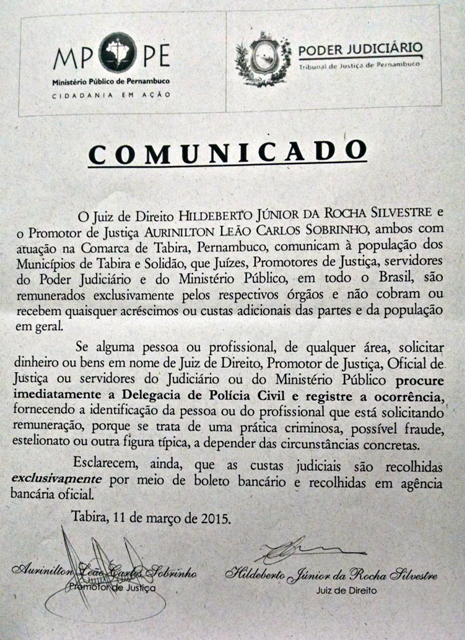 MP PE
Ministério Público de Pernambuco
CIDADANIA EM AÇÃO
PODER JUDICIÁRIO
Tribunal de Justiça de Pernambuco
COMUNICADO
O Juiz de Direito HILDEBERTO JÚNIOR DA ROCHA SILVESTRE e
o Promotor de Justiça AURINILTON LEÃO CARLOS SOBRINHO, ambos com
atuação na Comarca de Tabira, Pernambuco, comunicam à população dos
Municípios de Tabira e Solidão, que Juízes, Promotores de Justiça, servidores
do Poder Judiciário e do Ministério Público, em todo o Brasil, são
remunerados exclusivamente pelos respectivos órgãos e não cobram ou
recebem quaisquer acréscimos ou custas adicionais das partes e da população
em geral.
Se alguma pessoa ou profissional, de qualquer área, solicitar
dinheiro ou bens em nome de Juiz de Direito, Promotor de Justiça, Oficial de
Justiça ou servidores do Judiciário ou do Ministério Público procure
imediatamente a Delegacia de Polícia Civil e registre a ocorrência,
fornecendo a identificação da pessoa ou do profissional que está solicitando
remuneração, porque se trata de uma prática criminosa, possível fraude,
estelionato ou outra figura típica, a depender das circunstâncias concretas.
Esclarecem, ainda, que as custas judiciais são recolhidas
exclusivamente por meio de boleto bancário e recolhidas em agência
bancária oficial.
Tabira, 11 de março de 2015.
Aurinilton Leão Carlos Sobrinho
Promotor de Justiça
Hildeberto Júnior da Rocha Silvestre
Juiz de Direito